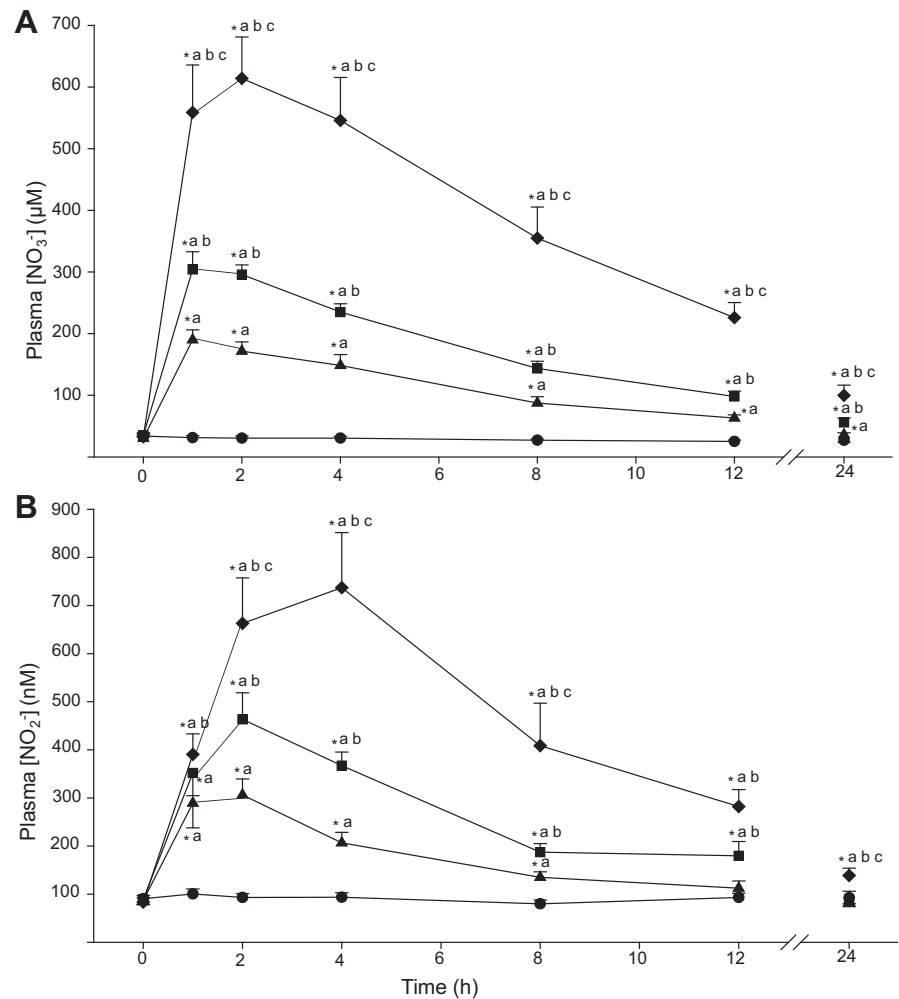 A
700
600
500
400
300
200
100
Plasma [NO3-] (µM)
*a b c
*a b c
*a b c
*a b c
*a b c
*a b c
*a b
*a b
*a b
*a b
*a b
*a b
*a
*a
*a
*a
*a
*a
0 2 4 6 8 10 12 24
B
900
800
700
600
500
400
300
200
100
Plasma [NO2-] (nM)
*a b c
*a b c
*a b c
*a b
*a b
*a b
*a b
*a b
*a b
*a b c
*a
*a
*a
*a
*a
0 2 4 6 8 10 12 24
Time (h)